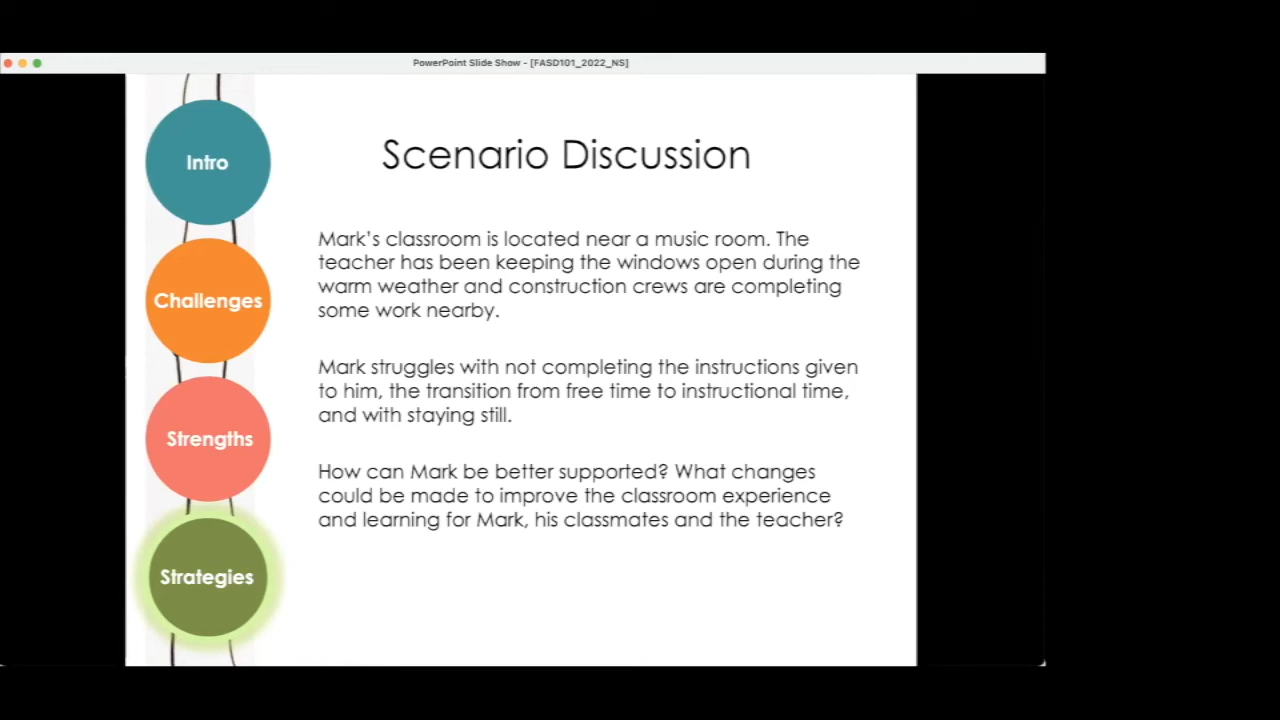 PowerPoint Slide Show - [FASD101_2022_NS]
Intro
Challenges
Strengths
Strategies
Scenario Discussion
Mark’s classroom is located near a music room. The
teacher has been keeping the windows open during the
warm weather and construction crews are completing
some work nearby.
Mark struggles with not completing the instructions given
to him, the transition from free time to instructional time,
and with staying still.
How can Mark be better supported? What changes
could be made to improve the classroom experience
and learning for Mark, his classmates and the teacher?